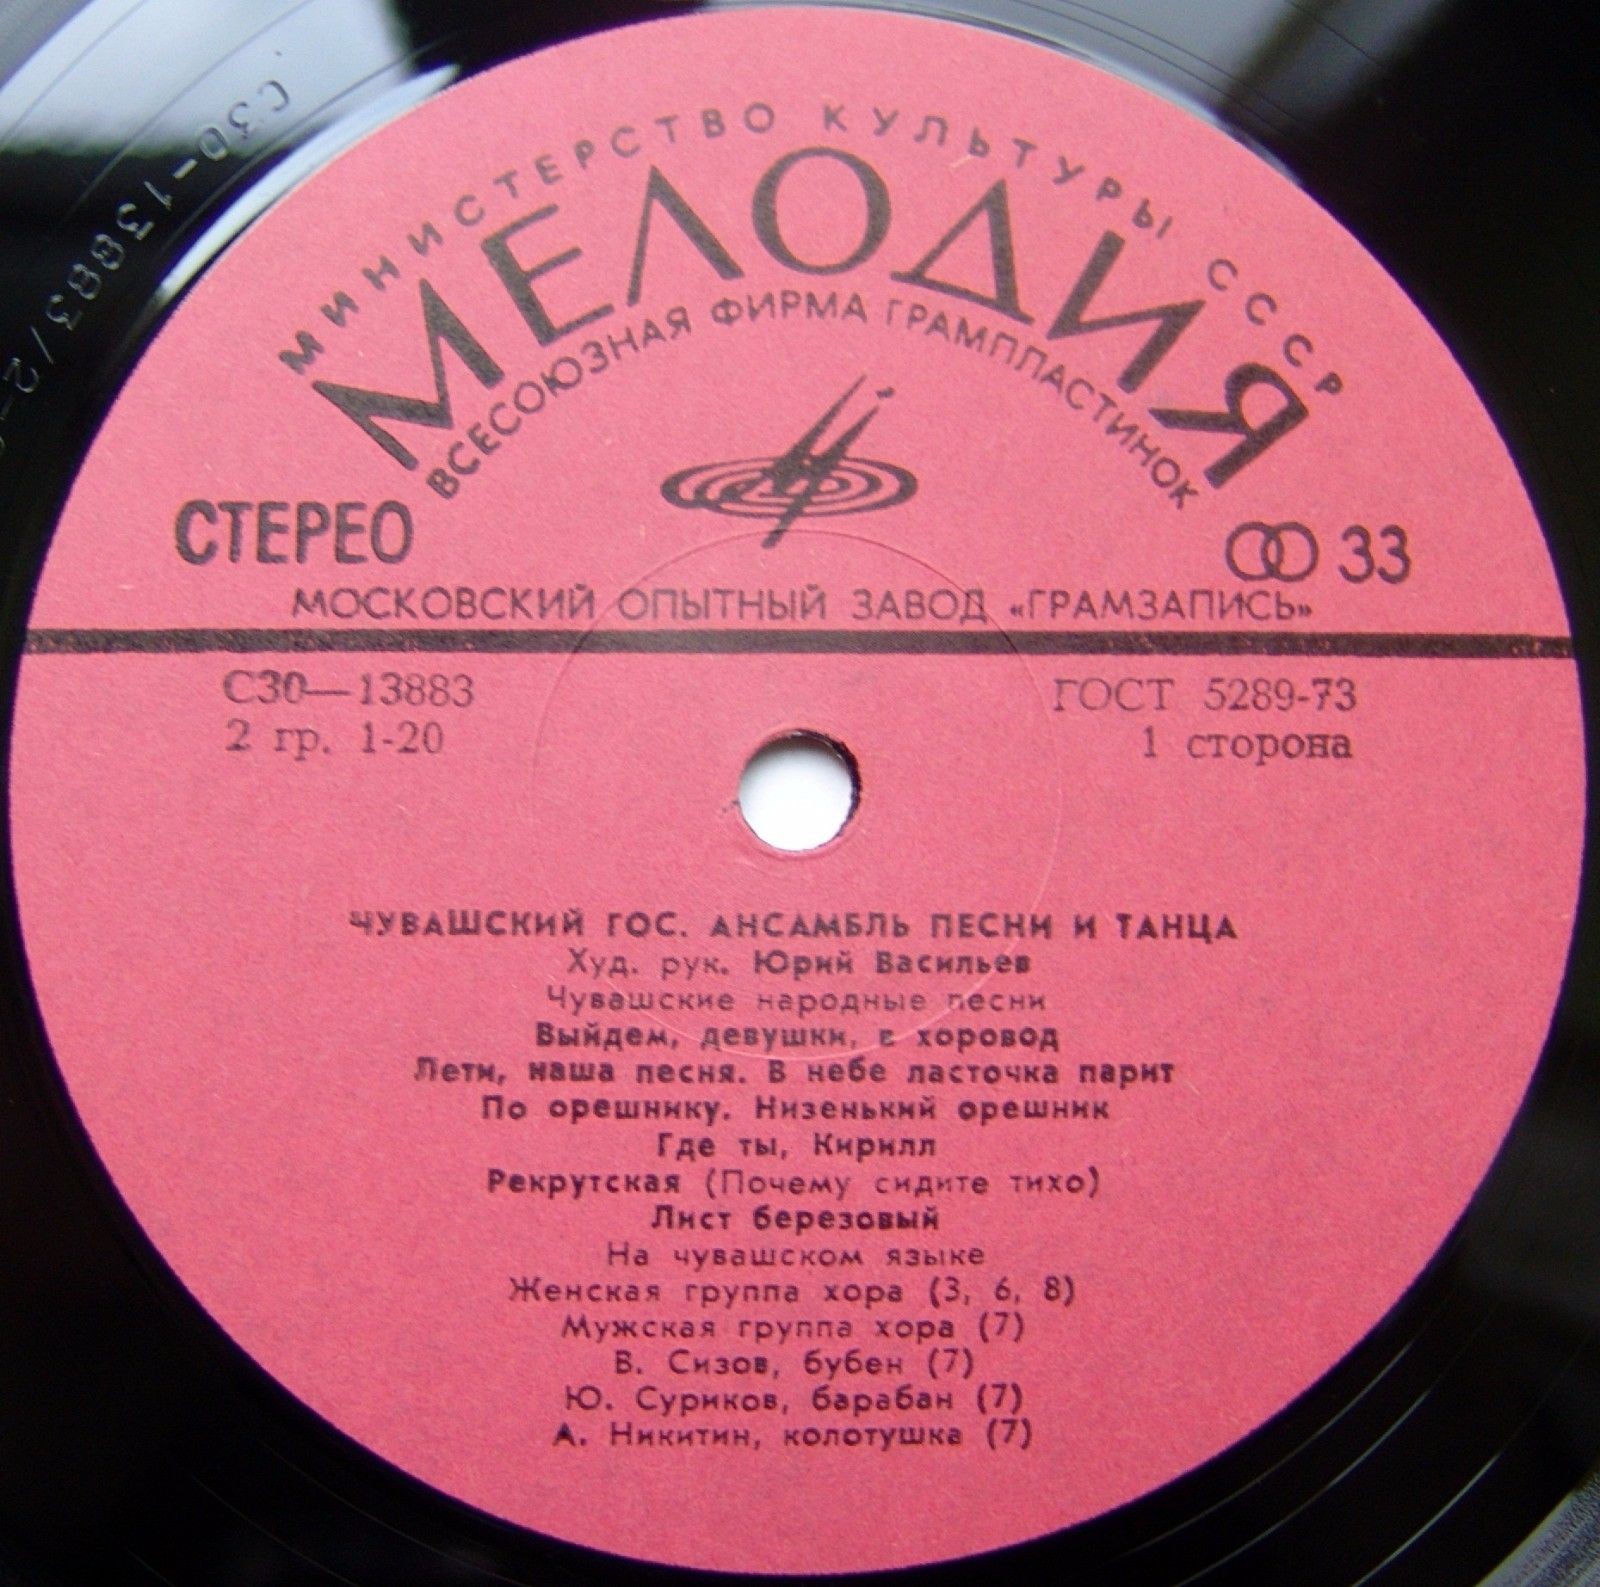 МИНИСТЕРСТВО КУЛЬТУРЫ СССР
МЕЛОДИЯ
ВСЕСОЮЗНАЯ ФИРМА ГРАМПЛАСТИНОК
СТЕРЕО
33
МОСКОВСКИЙ ОПЫТНЫЙ ЗАВОД «ГРАМЗАПИСЬ»
С30—13883
ГОСТ 5289-73
2 гр. 1-20
1 сторона
ЧУВАШСКИЙ ГОС. АНСАМБЛЬ ПЕСНИ И ТАНЦА
Худ. рук. Юрий Васильев
Чувашские народные песни
Выйдем, девушки, в хоровод
Лети, наша песня. В небе ласточка парит
По орешнику. Низенький орешник
Где ты, Кирилл
Рекрутская (Почему сидите тихо)
Лист березовый
На чувашском языке
Женская группа хора (3, 6, 8)
Мужская группа хора (7)
В. Сизов, бубен (7)
Ю. Суриков, барабан (7)
А. Никитин, колотушка (7)
С30-13883/2-